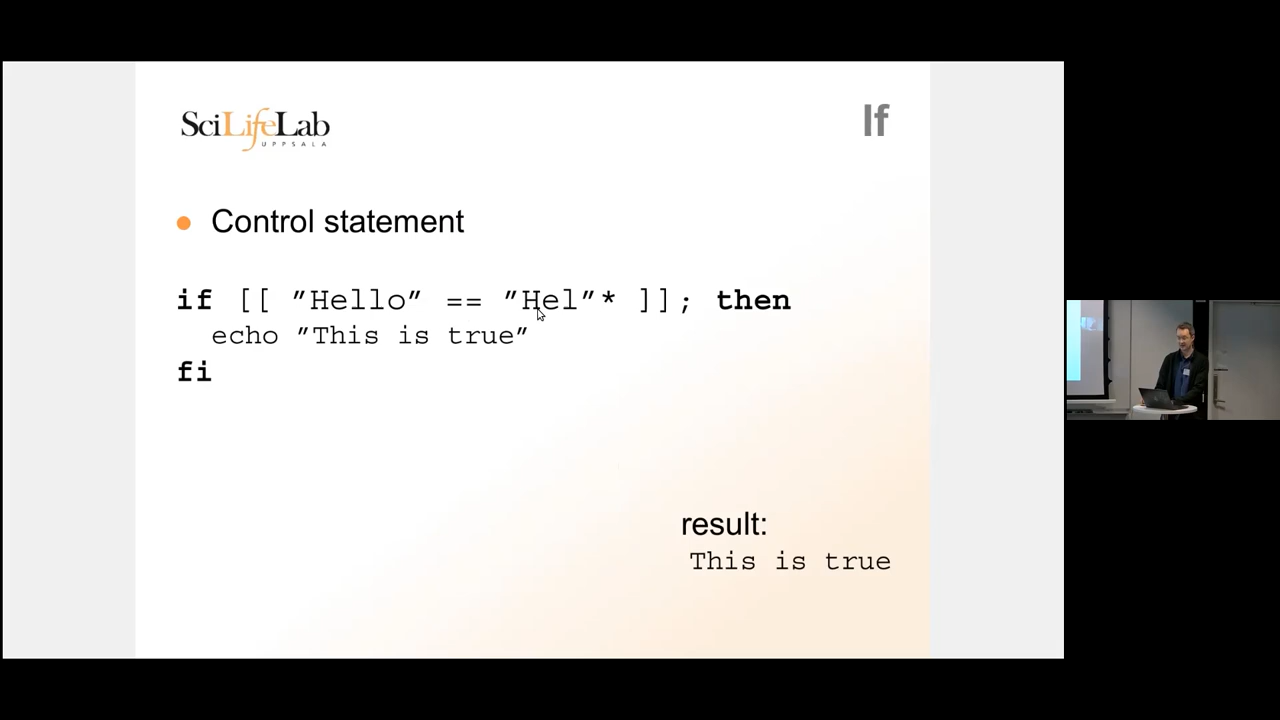 SciLifeLab
UPPSALA
If
Control statement
if [[ ”Hello” == ”Hel”* ]]; then
echo ”This is true”
fi
result:
This is true